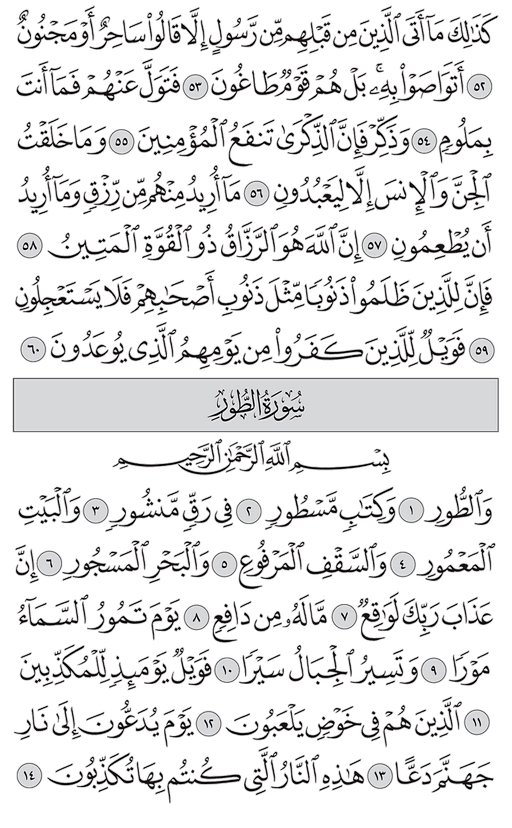 كَذَٰلِكَ مَآ أَتَى ٱلَّذِينَ مِن قَبْلِهِم مِّن رَّسُولٍ إِلَّا قَالُوا۟ سَاحِرٌ أَوْ مَجْنُونٌ
٥٢ أَتَوَاصَوْا۟ بِهِۦ ۚ بَلْ هُمْ قَوْمٌ طَاغُونَ ٥٣ فَتَوَلَّ عَنْهُمْ فَمَآ أَنتَ
بِمَلُومٍ ٥٤ وَذَكِّرْ فَإِنَّ ٱلذِّكْرَىٰ تَنفَعُ ٱلْمُؤْمِنِينَ ٥٥ وَمَا خَلَقْتُ
ٱلْجِنَّ وَٱلْإِنسَ إِلَّا لِيَعْبُدُونِ ٥٦ مَآ أُرِيدُ مِنْهُم مِّن رِّزْقٍ وَمَآ أُرِيدُ
أَن يُطْعِمُونِ ٥٧ إِنَّ ٱللَّهَ هُوَ ٱلرَّزَّاقُ ذُو ٱلْقُوَّةِ ٱلْمَتِينُ ٥٨
فَإِنَّ لِلَّذِينَ ظَلَمُوا۟ ذَنُوبًا مِّثْلَ ذَنُوبِ أَصْحَٰبِهِمْ فَلَا يَسْتَعْجِلُونِ
٥٩ فَوَيْلٌ لِّلَّذِينَ كَفَرُوا۟ مِن يَوْمِهِمُ ٱلَّذِى يُوعَدُونَ ٦٠
سُورَةُ الطُّورِ
بِسْمِ ٱللَّهِ ٱلرَّحْمَٰنِ ٱلرَّحِيمِ
وَٱلطُّورِ ١ وَكِتَٰبٍ مَّسْطُورٍ ٢ فِى رَقٍّ مَّنشُورٍ ٣ وَٱلْبَيْتِ
ٱلْمَعْمُورِ ٤ وَٱلسَّقْفِ ٱلْمَرْفُوعِ ٥ وَٱلْبَحْرِ ٱلْمَسْجُورِ ٦ إِنَّ
عَذَابَ رَبِّكَ لَوَٰقِعٌ ٧ مَّا لَهُۥ مِن دَافِعٍ ٨ يَوْمَ تَمُورُ ٱلسَّمَآءُ
مَوْرًا ٩ وَتَسِيرُ ٱلْجِبَالُ سَيْرًا ١٠ فَوَيْلٌ يَوْمَئِذٍ لِّلْمُكَذِّبِينَ
١١ ٱلَّذِينَ هُمْ فِى خَوْضٍ يَلْعَبُونَ ١٢ يَوْمَ يُدَعُّونَ إِلَىٰ نَارِ
جَهَنَّمَ دَعًّا ١٣ هَٰذِهِ ٱلنَّارُ ٱلَّتِى كُنتُم بِهَا تُكَذِّبُونَ ١٤